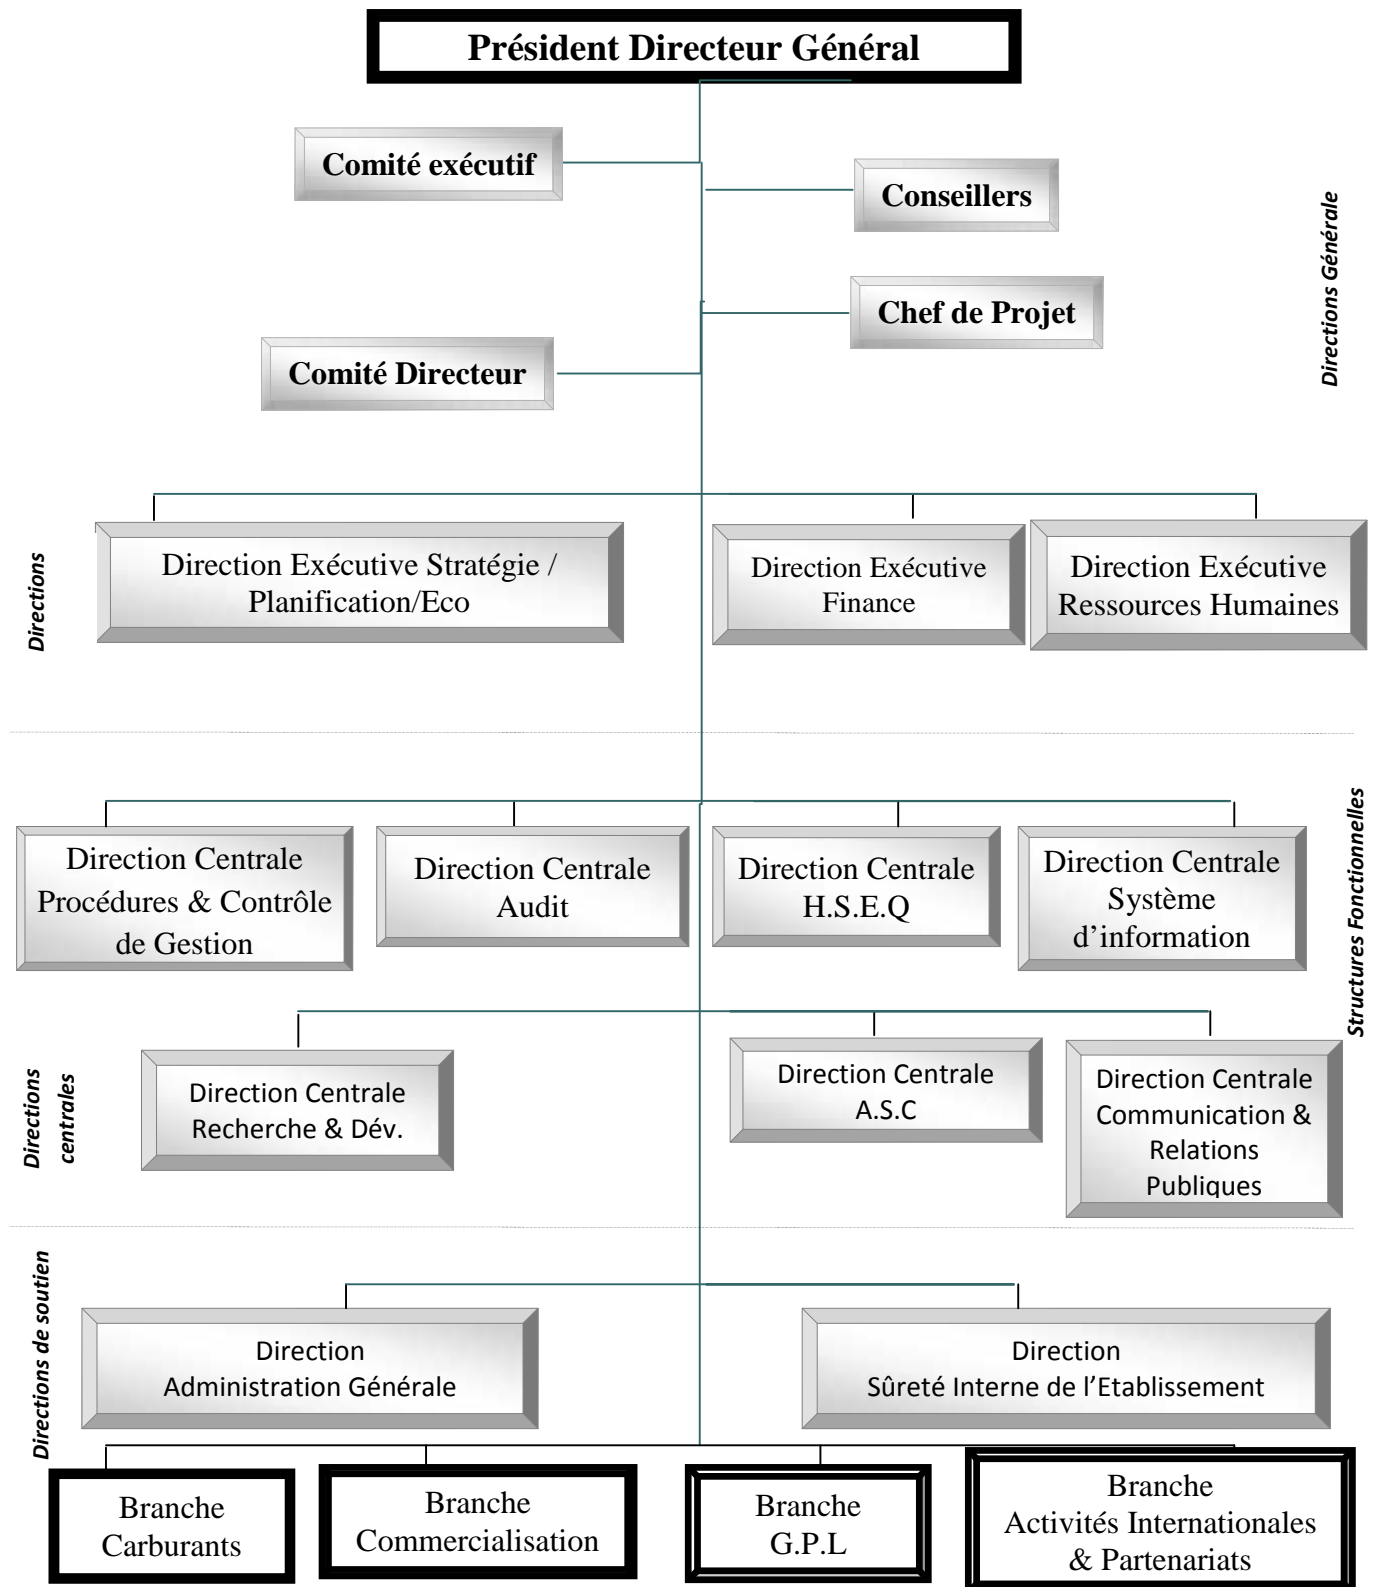 Président Directeur Général
Comité exécutif
Conseillers
Directions Générale
Chef de Projet
Comité Directeur
Directions
Direction Exécutive Stratégie /
Planification/Eco
Direction Exécutive
Finance
Direction Exécutive
Ressources Humaines
Structures Fonctionnelles
Direction Centrale
Procédures & Contrôle
de Gestion
Direction Centrale
Audit
Direction Centrale
H.S.E.Q
Direction Centrale
Système
d’information
Directions
centrales
Direction Centrale
Recherche & Dév.
Direction Centrale
A.S.C
Direction Centrale
Communication &
Relations
Publiques
Directions de soutien
Direction
Administration Générale
Direction
Sûreté Interne de l’Etablissement
Branche
Carburants
Branche
Commercialisation
Branche
G.P.L
Branche
Activités Internationales
& Partenariats